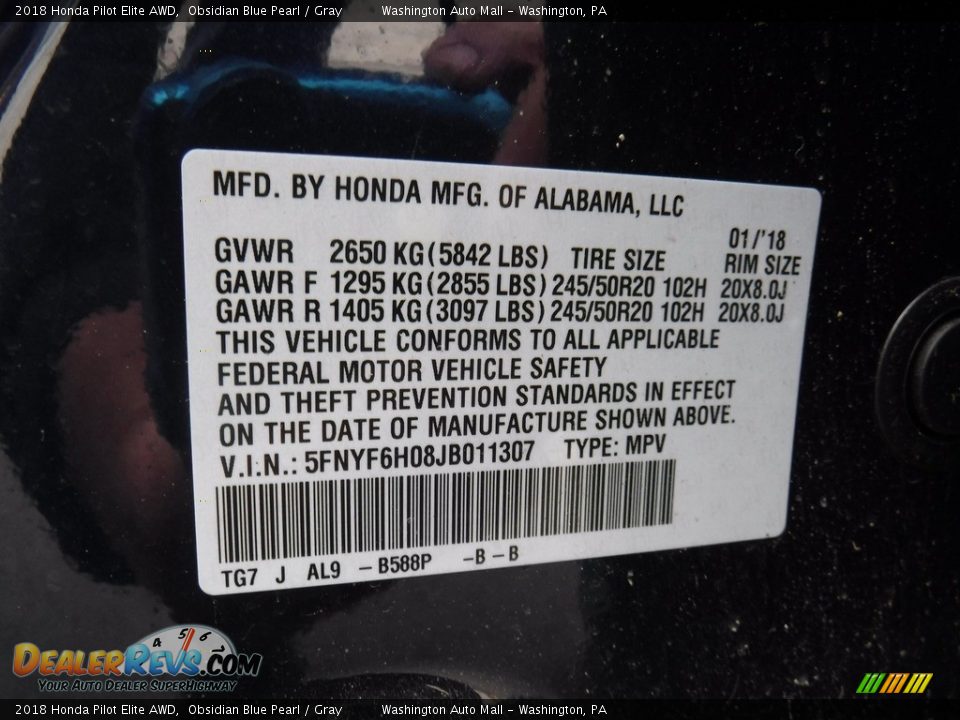 2018 Honda Pilot Elite AWD, Obsidian Blue Pearl / Gray Washington Auto Mall - Washington, PA
MFD. BY HONDA MFG. OF ALABAMA, LLC
01/'18
GVWR 2650 KG(5842 LBS) TIRE SIZE RIM SIZE
GAWR F 1295 KG(2855 LBS) 245/50R20 102H 20X8.0J
GAWR R 1405 KG(3097 LBS) 245/50R20 102H 20X8.0J
THIS VEHICLE CONFORMS TO ALL APPLICABLE
FEDERAL MOTOR VEHICLE SAFETY
AND THEFT PREVENTION STANDARDS IN EFFECT
ON THE DATE OF MANUFACTURE SHOWN ABOVE.
V.I.N.: 5FNYF6H08JB011307 TYPE: MPV
TG7 J AL9 - B588P -B - B
4 5 6
DEALERREVS.COM
YOUR AUTO DEALER SUPERHIGHWAY
2018 Honda Pilot Elite AWD, Obsidian Blue Pearl / Gray Washington Auto Mall - Washington, PA